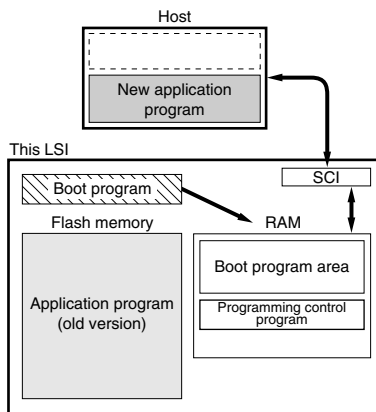 Host
New application
program
This LSI
SCI
Boot program
Flash memory
RAM
Application program
(old version)
Boot program area
Programming control
program